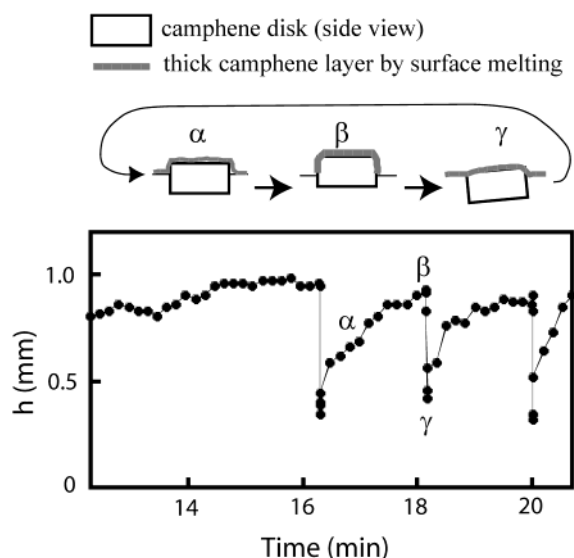 camphene disk (side view)
thick camphene layer by surface melting
α β γ
1.0
β
α
h (mm)
0.5
γ
0
14 16 18 20
Time (min)